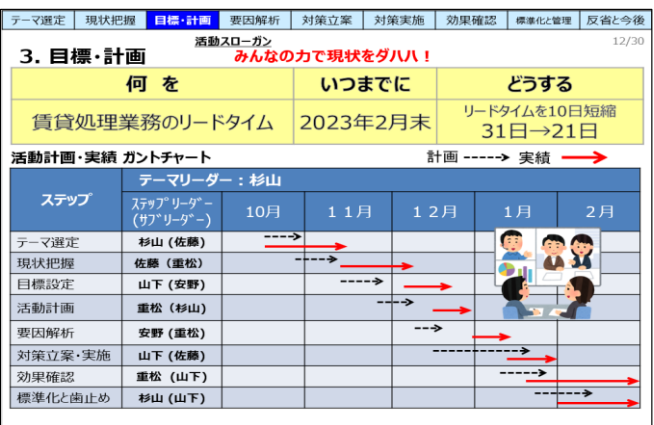 テーマ選定 現状把握 目標・計画 要因解析 対策立案 対策実施 効果確認 標準化と管理 反省と今後
12/30
活動スローガン
3. 目標・計画 みんなの力で現状をダハハ！
何 を いつまでに どうする
賃貸処理業務のリードタイム 2023年2月末 リードタイムを10日短縮
31日→21日
活動計画・実績 ガントチャート 計画 -----→ 実績 →
ステップ テーマリーダー：杉山
ステップリーダー 10月 11月 12月 1月 2月
(サブリーダー)
テーマ選定 杉山 (佐藤)
現状把握 佐藤 (重松)
目標設定 山下 (安野)
活動計画 重松 (杉山)
要因解析 安野 (重松)
対策立案・実施 山下 (佐藤)
効果確認 重松 (山下)
標準化と歯止め 杉山 (山下)